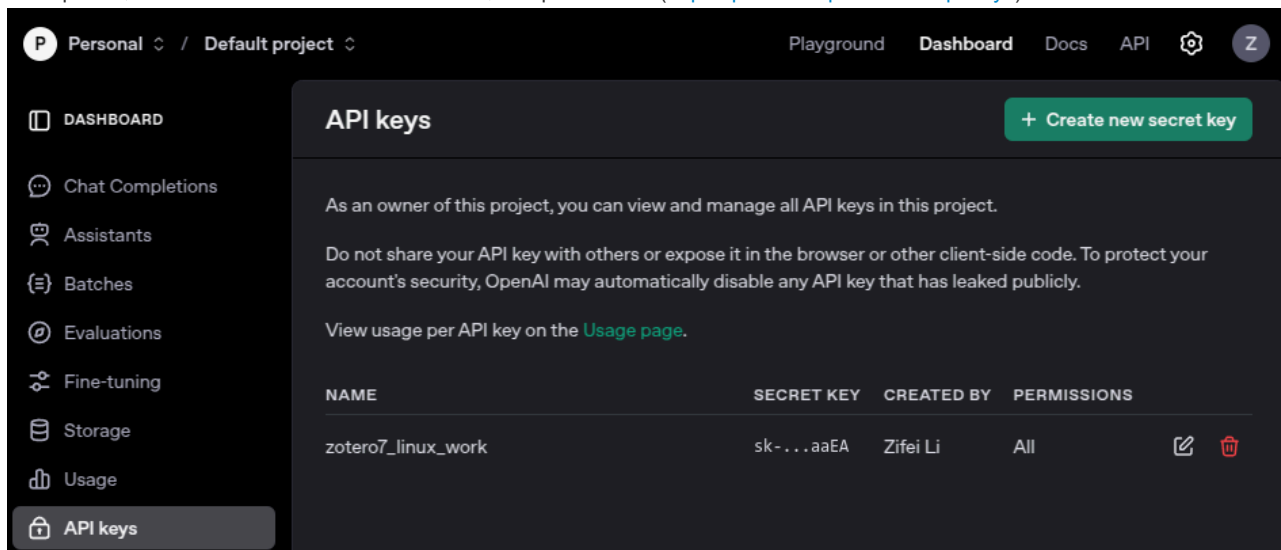 P Personal / Default project Playground Dashboard Docs API Z
DASHBOARD
API keys
+ Create new secret key
Chat Completions
Assistants
Batches
Evaluations
Fine-tuning
Storage
Usage
API keys
As an owner of this project, you can view and manage all API keys in this project.
Do not share your API key with others or expose it in the browser or other client-side code. To protect your
account's security, OpenAI may automatically disable any API key that has leaked publicly.
View usage per API key on the Usage page.
NAME SECRET KEY CREATED BY PERMISSIONS
zotero7_linux_work sk-...aaEA Zifei Li All